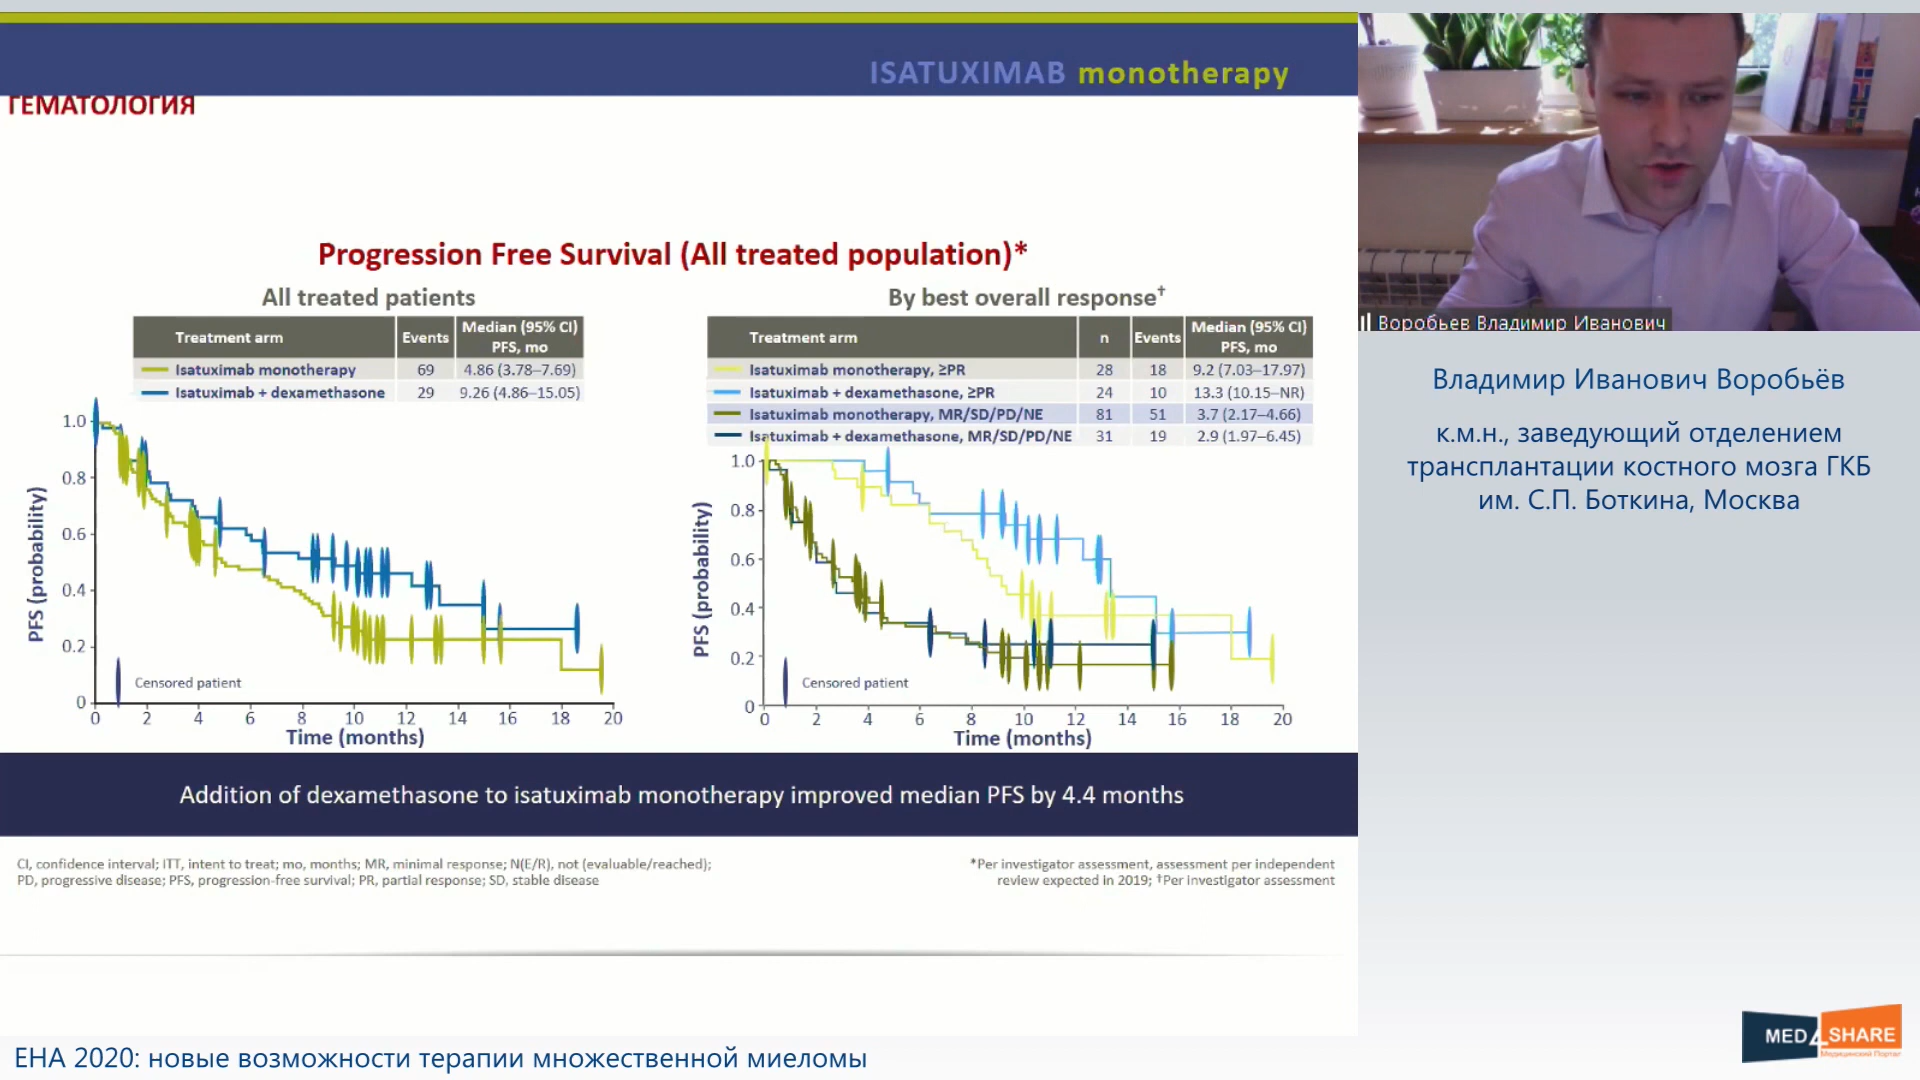 ISATUXIMAB monotherapy
ГЕМАТОЛОГИЯ
Progression Free Survival (All treated population)*
All treated patients
Treatment arm Events Median (95% CI) PFS, mo
Isatuximab monotherapy 69 4.86 (3.78–7.69)
Isatuximab + dexamethasone 29 9.26 (4.86–15.05)
PFS (probability)
1.0
0.8
0.6
0.4
0.2
0
Censored patient
0 2 4 6 8 10 12 14 16 18 20
Time (months)
By best overall response†
Treatment arm n Events Median (95% CI) PFS, mo
Isatuximab monotherapy, ≥PR 28 18 9.2 (7.03–17.97)
Isatuximab + dexamethasone, ≥PR 24 10 13.3 (10.15–NR)
Isatuximab monotherapy, MR/SD/PD/NE 81 51 3.7 (2.17–4.66)
Isatuximab + dexamethasone, MR/SD/PD/NE 31 19 2.9 (1.97–6.45)
PFS (probability)
1.0
0.8
0.6
0.4
0.2
0
Censored patient
0 2 4 6 8 10 12 14 16 18 20
Time (months)
Addition of dexamethasone to isatuximab monotherapy improved median PFS by 4.4 months
CI, confidence interval; ITT, intent to treat; mo, months; MR, minimal response; N(E/R), not (evaluable/reached);
PD, progressive disease; PFS, progression-free survival; PR, partial response; SD, stable disease
*Per investigator assessment, assessment per independent
review expected in 2019; †Per investigator assessment
Воробьев Владимир Иванович
Владимир Иванович Воробьёв
к.м.н., заведующий отделением
трансплантации костного мозга ГКБ
им. С.П. Боткина, Москва
MED4SHARE
Медицинский Портал
EHA 2020: новые возможности терапии множественной миеломы